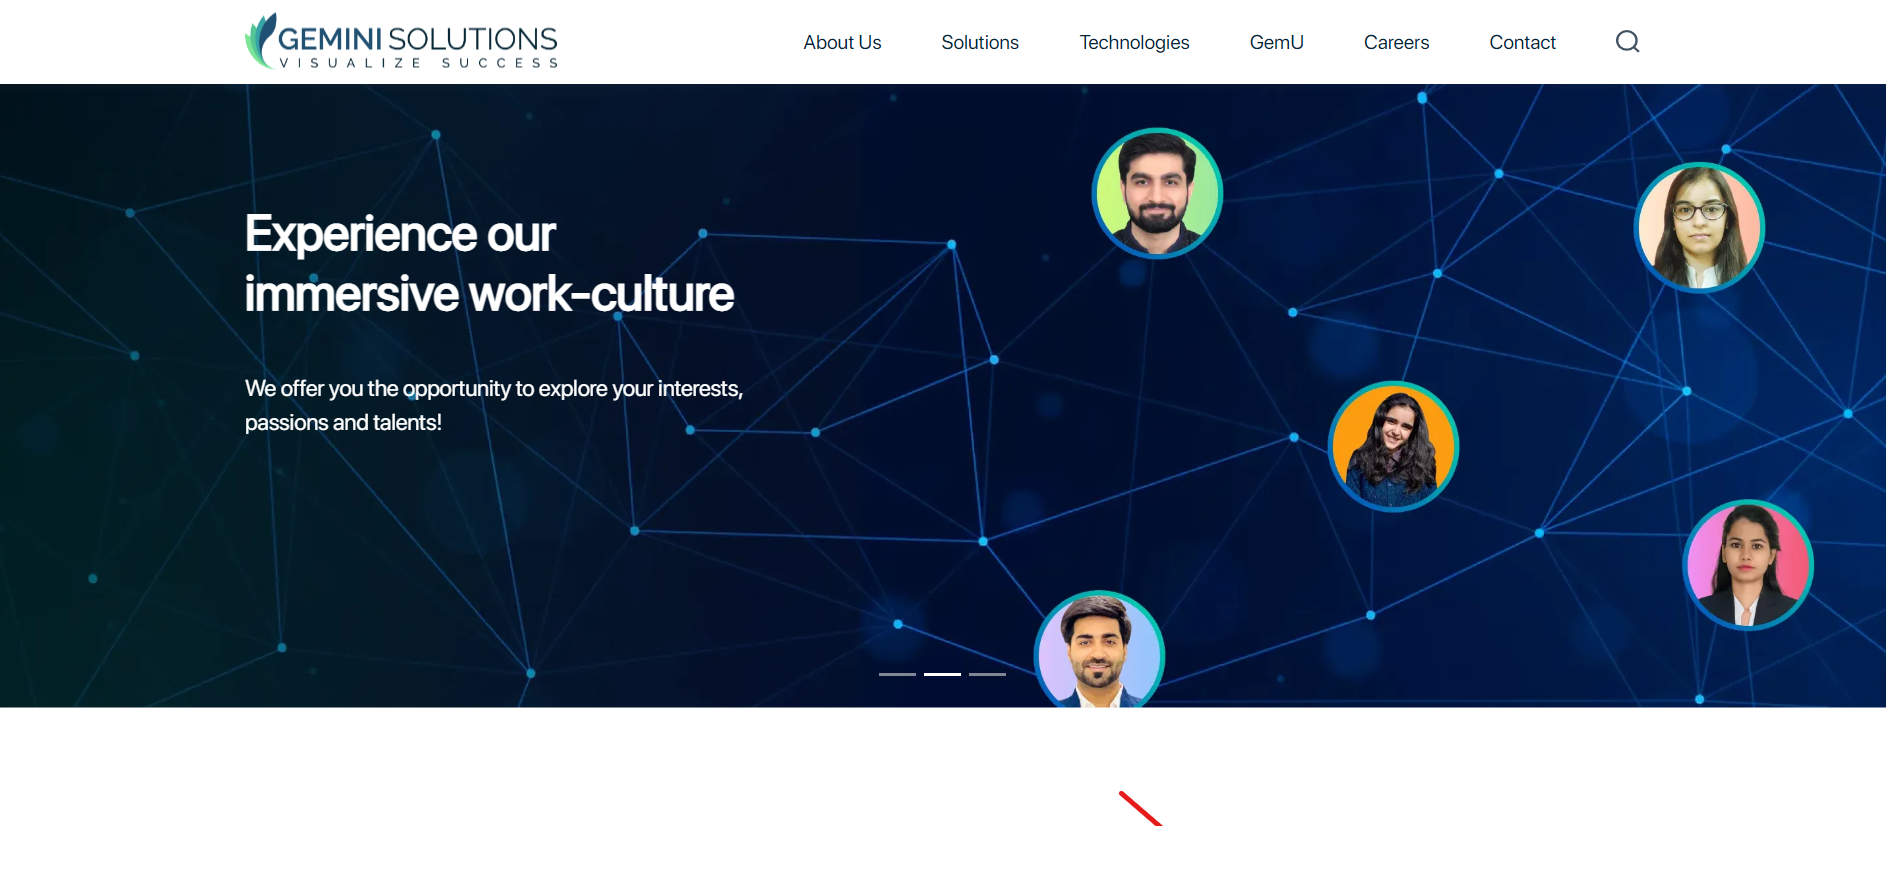 GEMINI SOLUTIONS
VISUALIZE SUCCESS
About Us
Solutions
Technologies
GemU
Careers
Contact
Experience our
immersive work-culture
We offer you the opportunity to explore your interests,
passions and talents!